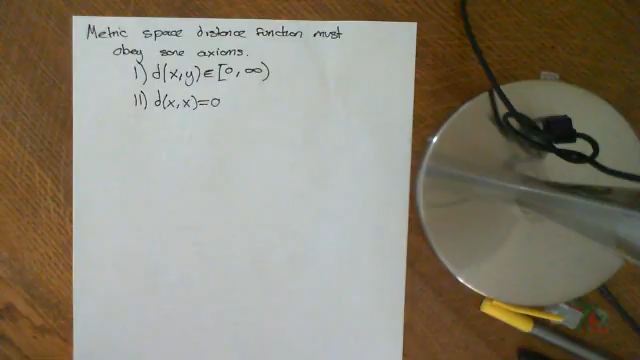 Metric space distance function must
obey some axioms.
I) d(x,y)∈[0,∞)
II) d(x,x)=0